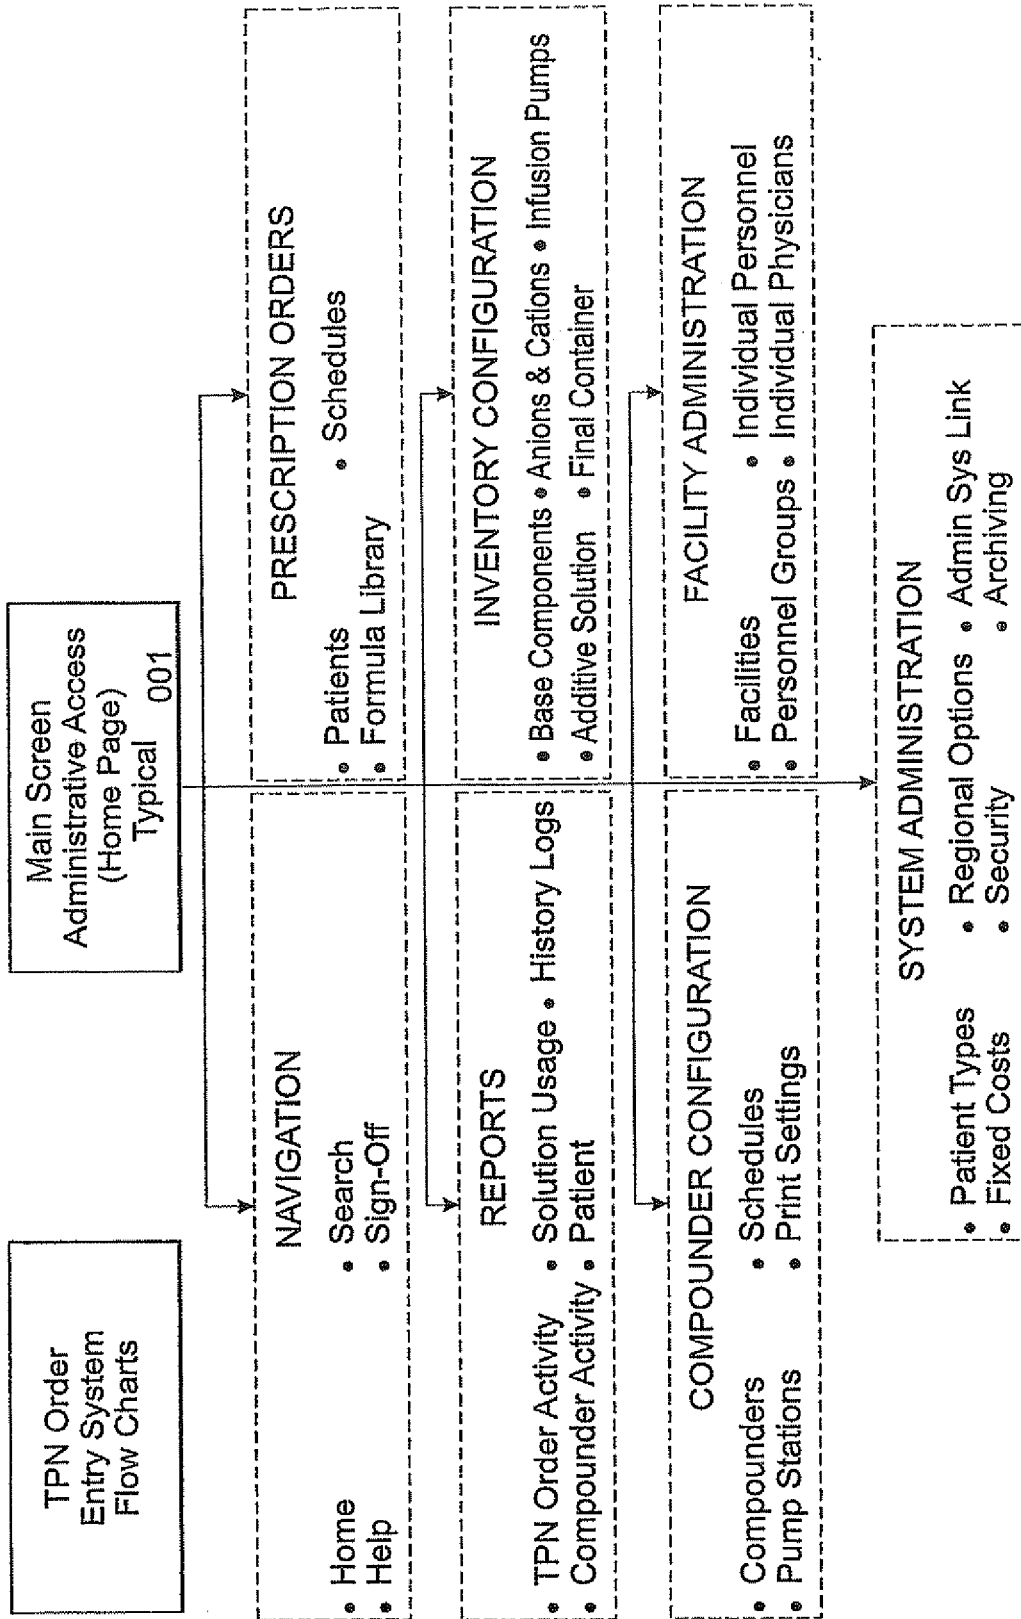 TPN Order
Entry System
Flow Charts
Main Screen
Administrative Access
(Home Page)
Typical
001
NAVIGATION
• Home • Search
• Help • Sign-Off
PRESCRIPTION ORDERS
• Patients • Schedules
• Formula Library
REPORTS
• TPN Order Activity • Solution Usage • History Logs
• Compounder Activity • Patient
INVENTORY CONFIGURATION
• Base Components • Anions & Cations • Infusion Pumps
• Additive Solution • Final Container
COMPOUNDER CONFIGURATION
• Compounders • Schedules
• Pump Stations • Print Settings
FACILITY ADMINISTRATION
• Facilities • Individual Personnel
• Personnel Groups • Individual Physicians
SYSTEM ADMINISTRATION
• Patient Types • Regional Options • Admin Sys Link
• Fixed Costs • Security • Archiving